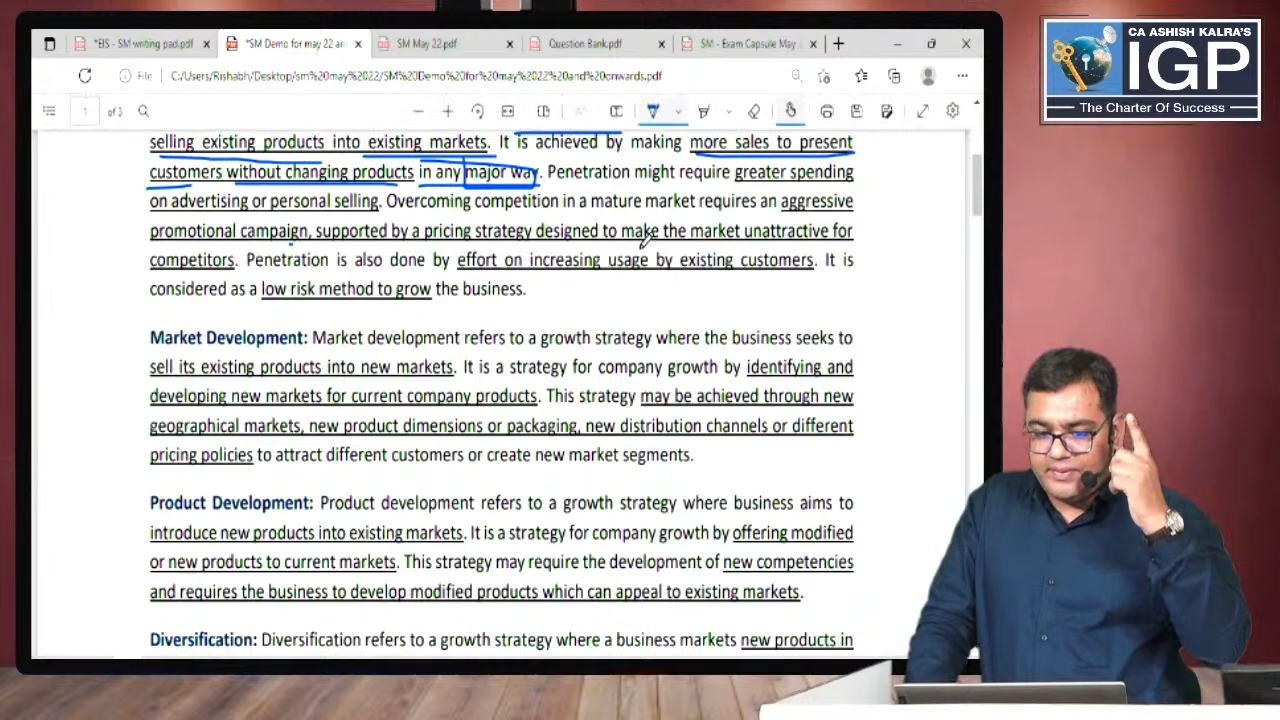 *EIS - SM writing pad.pdf
*SM Demo for may 22 an
SM May 22.pdf
Question Bank.pdf
SM - Exam Capsule May
File
C:/Users/Rishabh/Desktop/sm%20may%2022/SM%20Demo%20for%20may%2022%20and%20onwards.pdf
1 of 3
selling existing products into existing markets. It is achieved by making more sales to present
customers without changing products in any major way. Penetration might require greater spending
on advertising or personal selling. Overcoming competition in a mature market requires an aggressive
promotional campaign, supported by a pricing strategy designed to make the market unattractive for
competitors. Penetration is also done by effort on increasing usage by existing customers. It is
considered as a low risk method to grow the business.
Market Development: Market development refers to a growth strategy where the business seeks to
sell its existing products into new markets. It is a strategy for company growth by identifying and
developing new markets for current company products. This strategy may be achieved through new
geographical markets, new product dimensions or packaging, new distribution channels or different
pricing policies to attract different customers or create new market segments.
Product Development: Product development refers to a growth strategy where business aims to
introduce new products into existing markets. It is a strategy for company growth by offering modified
or new products to current markets. This strategy may require the development of new competencies
and requires the business to develop modified products which can appeal to existing markets.
Diversification: Diversification refers to a growth strategy where a business markets new products in
CA ASHISH KALRA'S
IGP
The Charter Of Success